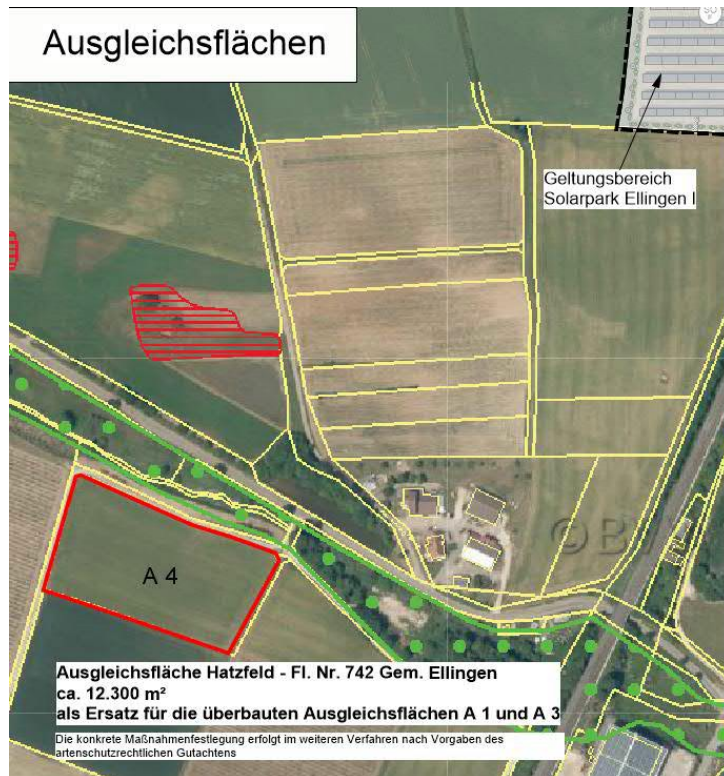 Ausgleichsflächen
Geltungsbereich
Solarpark Ellingen I
A 4
Ausgleichsfläche Hatzfeld - Fl. Nr. 742 Gem. Ellingen
ca. 12.300 m²
als Ersatz für die überbauten Ausgleichsflächen A 1 und A 3
Die konkrete Maßnahmenfestlegung erfolgt im weiteren Verfahren nach Vorgaben des
artenschutzrechtlichen Gutachtens